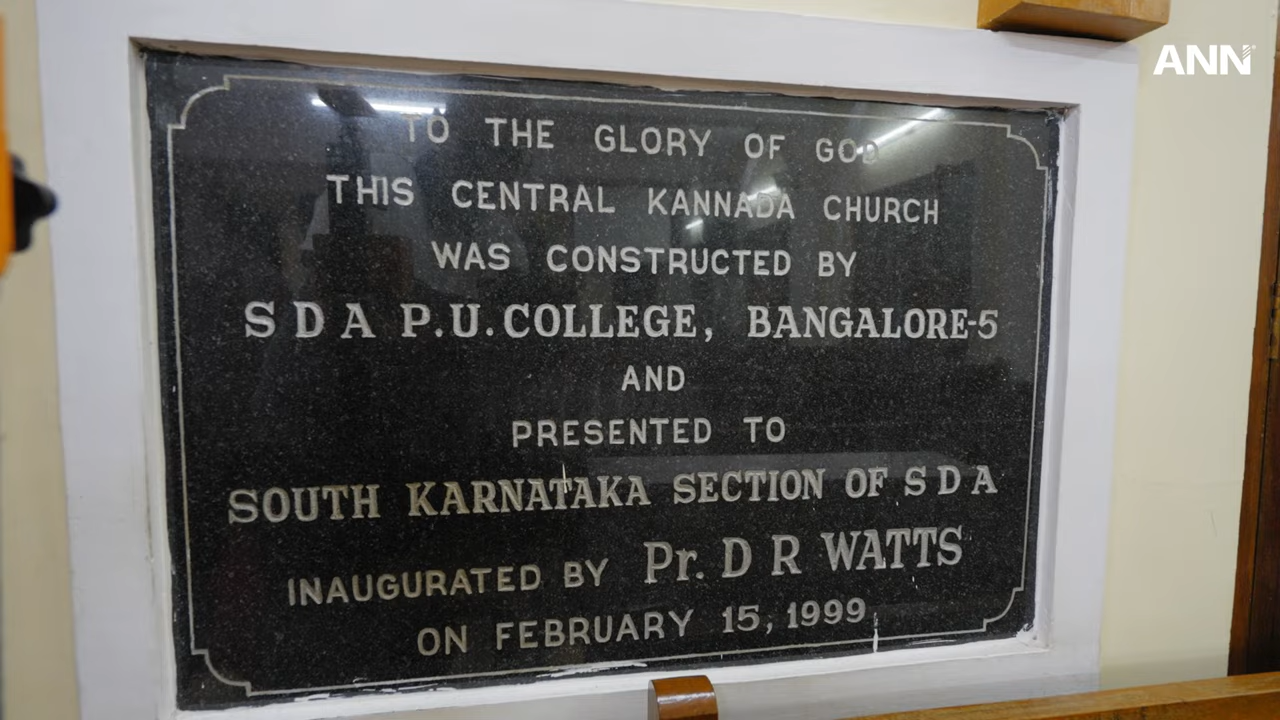 ANN
TO THE GLORY OF GOD
THIS CENTRAL KANNADA CHURCH
WAS CONSTRUCTED BY
S D A P.U. COLLEGE, BANGALORE-5
AND
PRESENTED TO
SOUTH KARNATAKA SECTION OF S D A
INAUGURATED BY Pr. D R WATTS
ON FEBRUARY 15, 1999